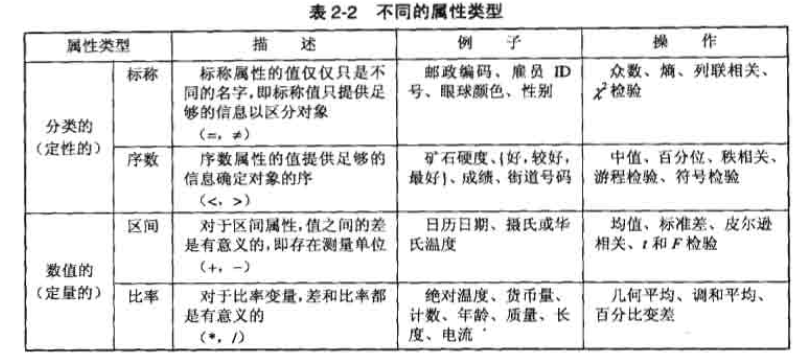 表 2-2 不同的属性类型
属性类型 描 述 例 子 操 作
分类的
(定性的)
标称
标称属性的值仅仅只是不
同的名字,即标称值只提供足
够的信息以区分对象
(=, ≠)
邮政编码、雇员 ID
号、眼球颜色、性别
众数、熵、列联相关、
χ²检验
序数
序数属性的值提供足够的
信息确定对象的序
(<, >)
矿石硬度、{好,较好,
最好}、成绩、街道号码
中值、百分位、秩相关、
游程检验、符号检验
数值的
(定量的)
区间
对于区间属性,值之间的差
是有意义的,即存在测量单位
(+, -)
日历日期、摄氏或华
氏温度
均值、标准差、皮尔逊
相关、t 和 F 检验
比率
对于比率变量,差和比率都
是有意义的
(*, /)
绝对温度、货币量、
计数、年龄、质量、长
度、电流
几何平均、调和平均、
百分比变差